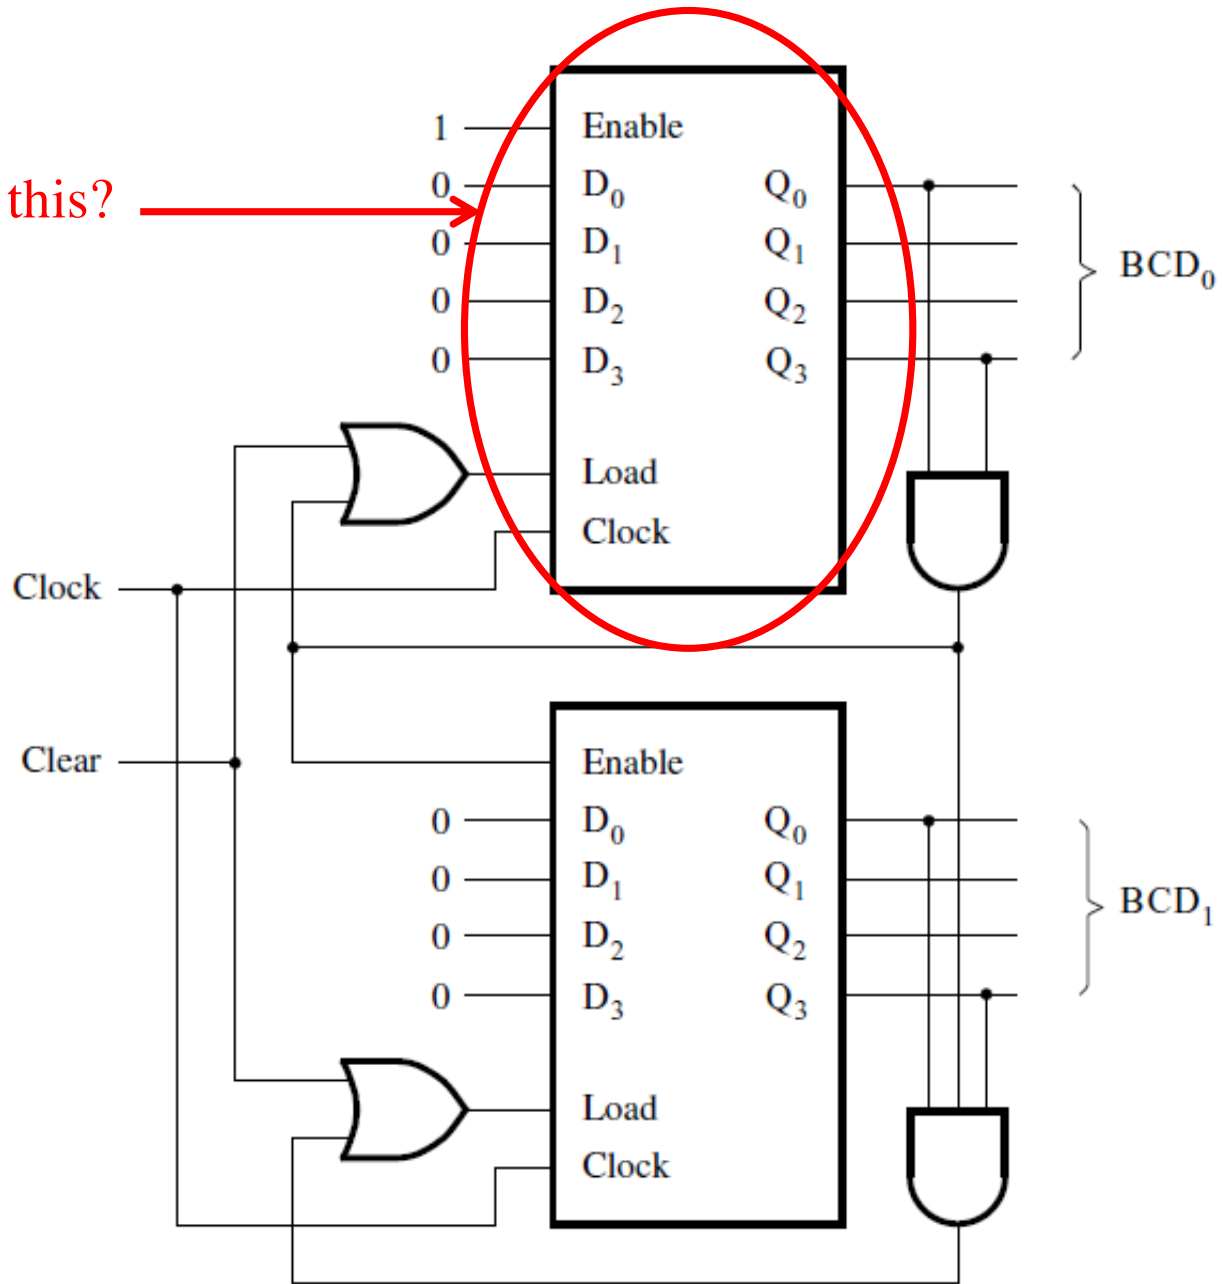 1 Enable
this?
0 D0 Q0
0 D1 Q1
0 D2 Q2
0 D3 Q3
BCD0
Load
Clock
Clock
Clear
Enable
0 D0 Q0
0 D1 Q1
0 D2 Q2
0 D3 Q3
BCD1
Load
Clock